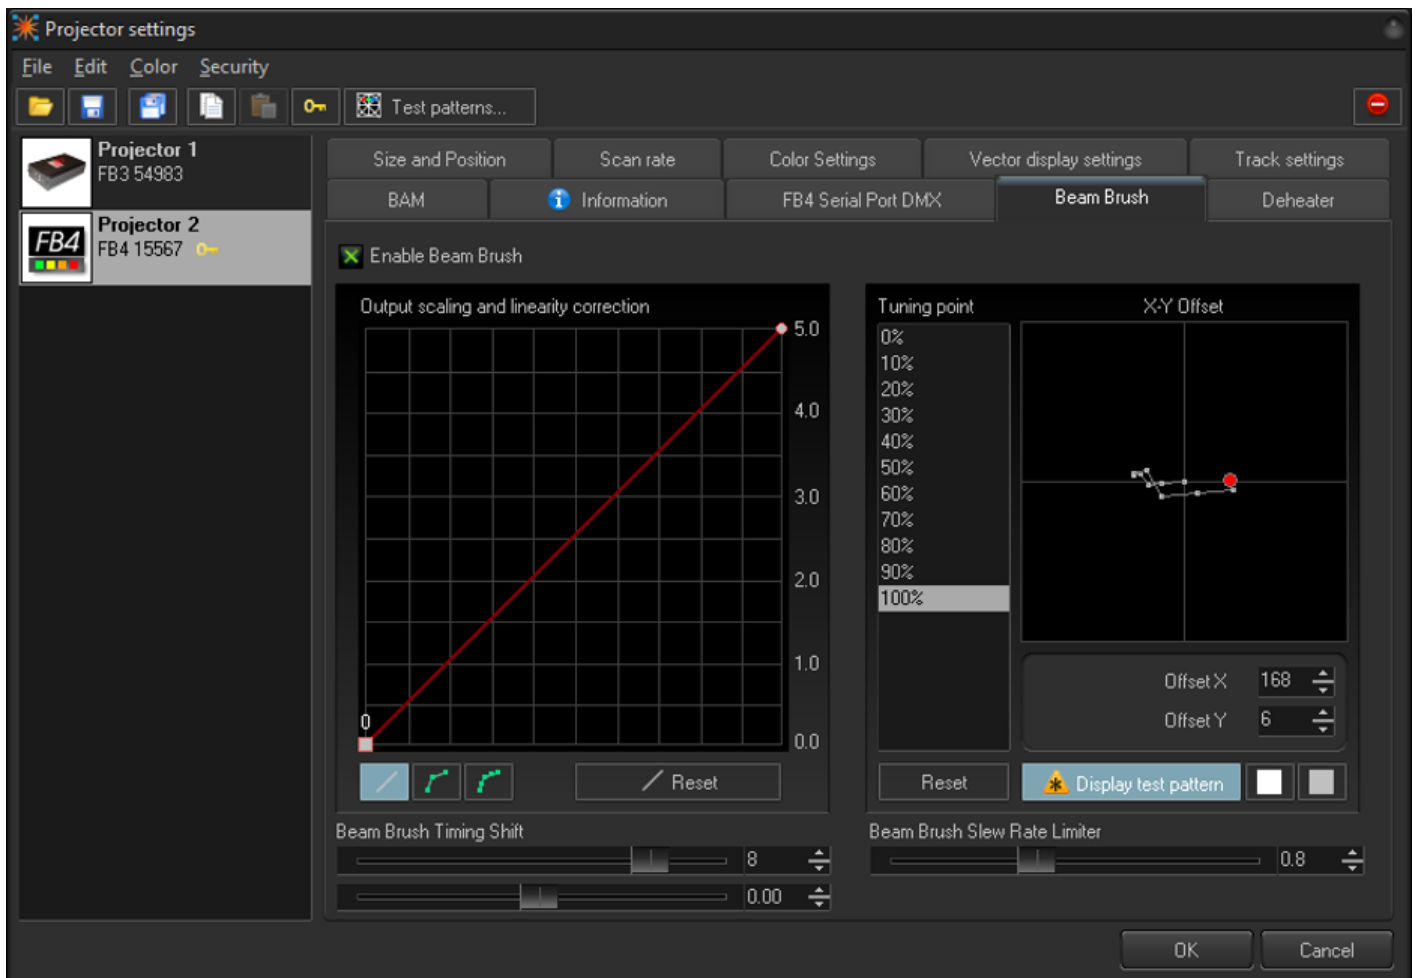 Projector settings
File Edit Color Security
Test patterns...
Projector 1
FB3 54983
FB4
Projector 2
FB4 15567
Size and Position Scan rate Color Settings Vector display settings Track settings
BAM Information FB4 Serial Port DMX Beam Brush Deheater
Enable Beam Brush
Output scaling and linearity correction
5.0
4.0
3.0
2.0
1.0
0
0.0
Reset
Tuning point X-Y Offset
0%
10%
20%
30%
40%
50%
60%
70%
80%
90%
100%
Offset X 168
Offset Y 6
Reset Display test pattern
Beam Brush Timing Shift
8
0.00
Beam Brush Slew Rate Limiter
0.8
OK Cancel